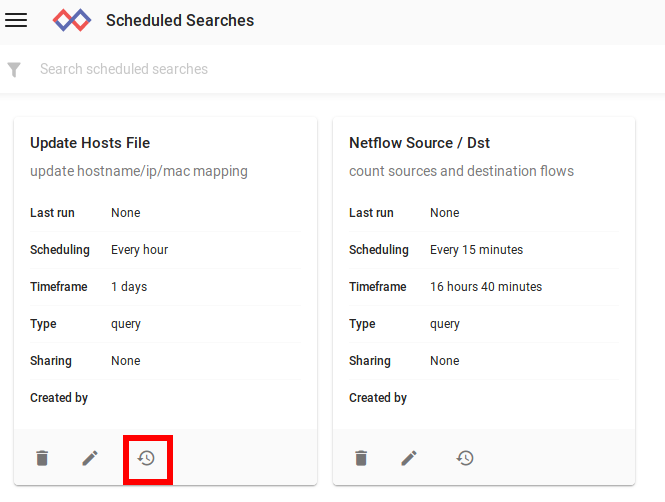 Scheduled Searches
Search scheduled searches
Update Hosts File
update hostname/ip/mac mapping
Last run None
Scheduling Every hour
Timeframe 1 days
Type query
Sharing None
Created by
Netflow Source / Dst
count sources and destination flows
Last run None
Scheduling Every 15 minutes
Timeframe 16 hours 40 minutes
Type query
Sharing None
Created by